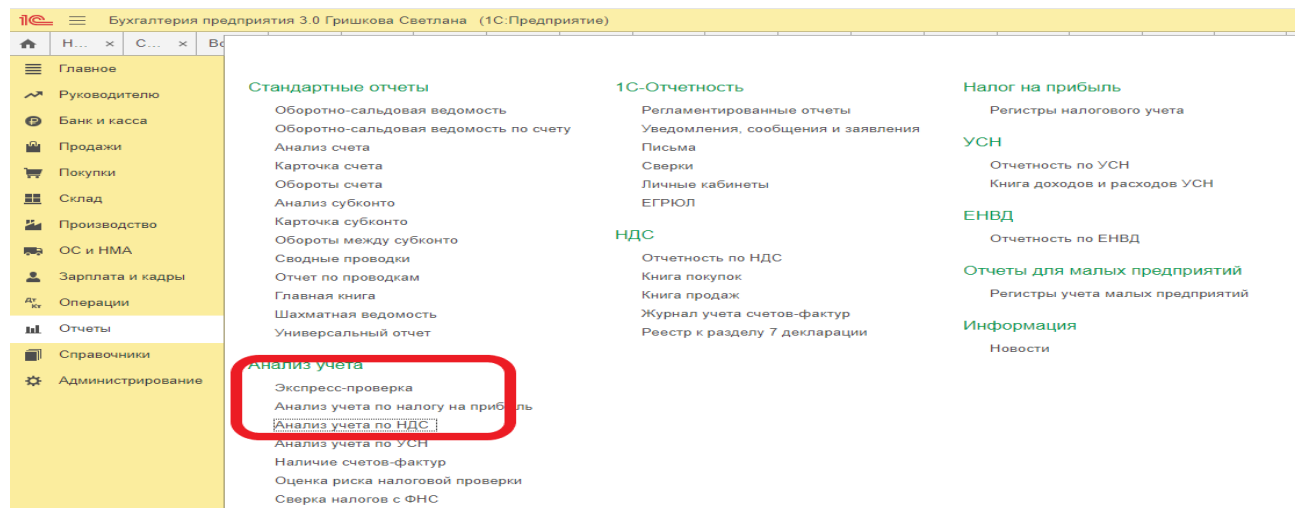 1С Бухгалтерия предприятия 3.0 Гришкова Светлана (1С:Предприятие)
Н... × С... ×
Главное
Руководителю
Банк и касса
Продажи
Покупки
Склад
Производство
ОС и НМА
Зарплата и кадры
Дт Кт Операции
Отчеты
Справочники
Администрирование
Стандартные отчеты
Оборотно-сальдовая ведомость
Оборотно-сальдовая ведомость по счету
Анализ счета
Карточка счета
Обороты счета
Анализ субконто
Карточка субконто
Обороты между субконто
Сводные проводки
Отчет по проводкам
Главная книга
Шахматная ведомость
Универсальный отчет
Анализ учета
Экспресс-проверка
Анализ учета по налогу на прибыль
Анализ учета по НДС
Анализ учета по УСН
Наличие счетов-фактур
Оценка риска налоговой проверки
Сверка налогов с ФНС
1С-Отчетность
Регламентированные отчеты
Уведомления, сообщения и заявления
Письма
Сверки
Личные кабинеты
ЕГРЮЛ
НДС
Отчетность по НДС
Книга покупок
Книга продаж
Журнал учета счетов-фактур
Реестр к разделу 7 декларации
Налог на прибыль
Регистры налогового учета
УСН
Отчетность по УСН
Книга доходов и расходов УСН
ЕНВД
Отчетность по ЕНВД
Отчеты для малых предприятий
Регистры учета малых предприятий
Информация
Новости